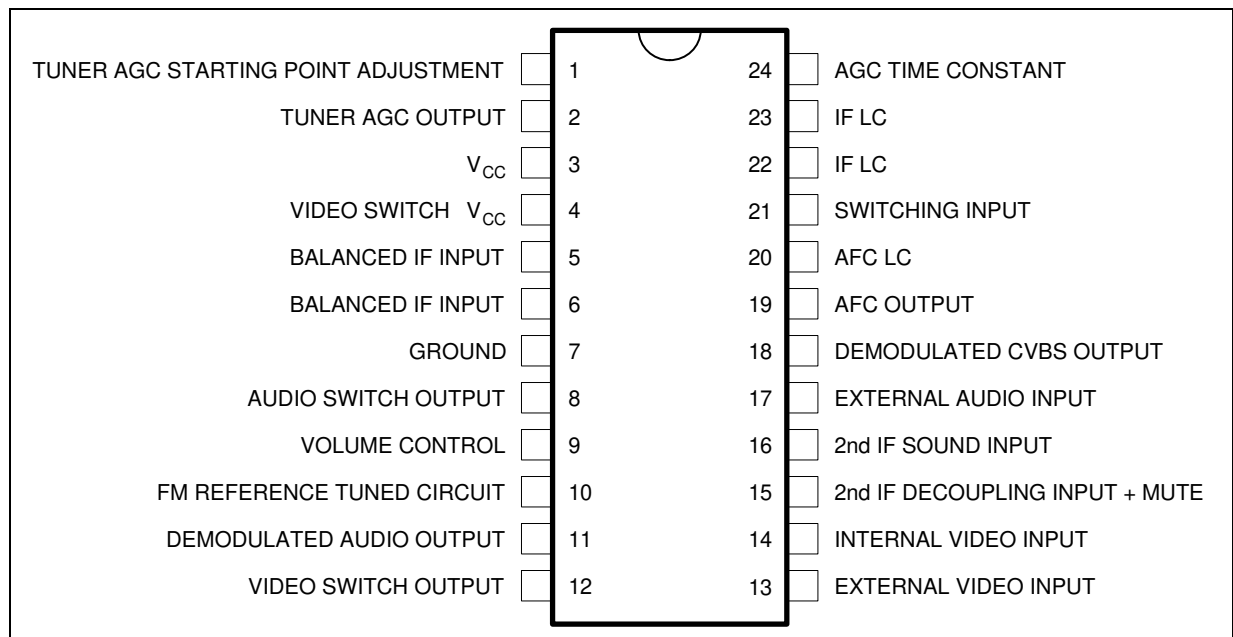 TUNER AGC STARTING POINT ADJUSTMENT 1 24 AGC TIME CONSTANT
TUNER AGC OUTPUT 2 23 IF LC
VCC 3 22 IF LC
VIDEO SWITCH VCC 4 21 SWITCHING INPUT
BALANCED IF INPUT 5 20 AFC LC
BALANCED IF INPUT 6 19 AFC OUTPUT
GROUND 7 18 DEMODULATED CVBS OUTPUT
AUDIO SWITCH OUTPUT 8 17 EXTERNAL AUDIO INPUT
VOLUME CONTROL 9 16 2nd IF SOUND INPUT
FM REFERENCE TUNED CIRCUIT 10 15 2nd IF DECOUPLING INPUT + MUTE
DEMODULATED AUDIO OUTPUT 11 14 INTERNAL VIDEO INPUT
VIDEO SWITCH OUTPUT 12 13 EXTERNAL VIDEO INPUT